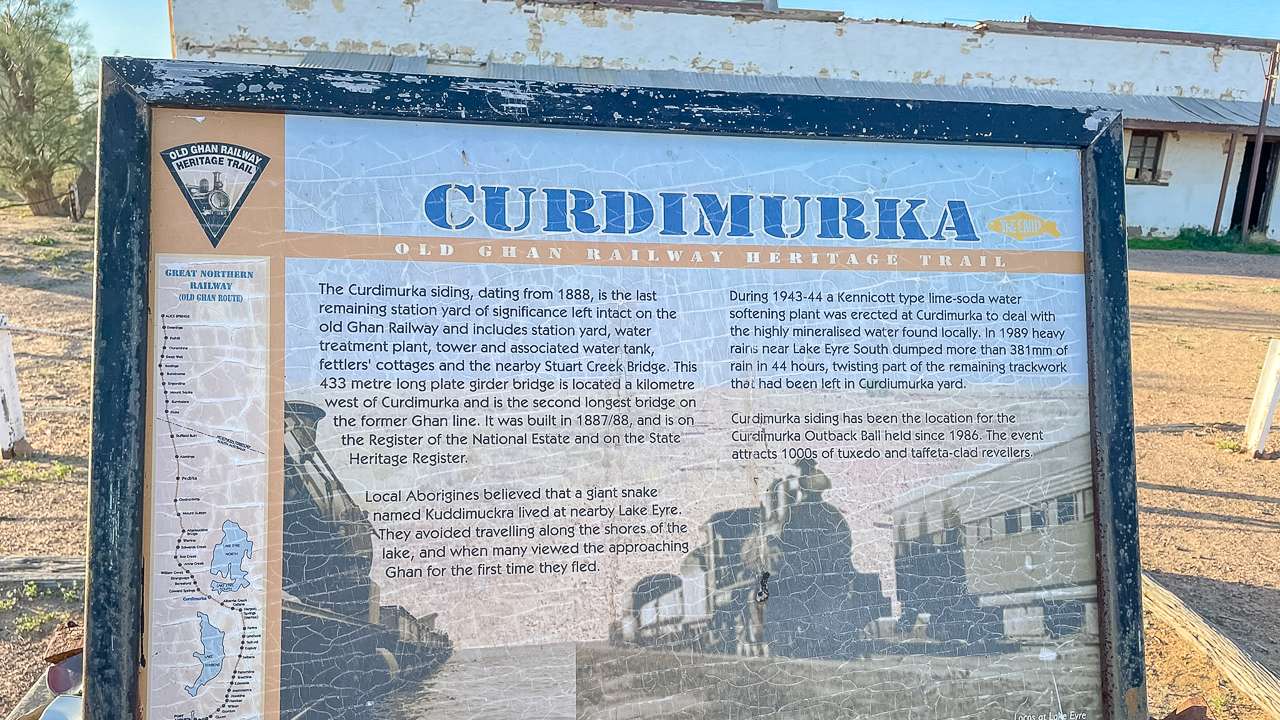 OLD GHAN RAILWAY
HERITAGE TRAIL
CURDIMURKA
OLD GHAN RAILWAY HERITAGE TRAIL
GREAT NORTHERN
RAILWAY
(OLD GHAN ROUTE)
ALICE SPRINGS
The Curdimurka siding, dating from 1888, is the last
remaining station yard of significance left intact on the
old Ghan Railway and includes station yard, water
treatment plant, tower and associated water tank,
fettlers' cottages and the nearby Stuart Creek Bridge. This
433 metre long plate girder bridge is located a kilometre
west of Curdimurka and is the second longest bridge on
the former Ghan line. It was built in 1887/88, and is on
the Register of the National Estate and on the State
Heritage Register.
Local Aborigines believed that a giant snake
named Kuddimuckra lived at nearby Lake Eyre.
They avoided travelling along the shores of the
lake, and when many viewed the approaching
Ghan for the first time they fled.
During 1943-44 a Kennicott type lime-soda water
softening plant was erected at Curdimurka to deal with
the highly mineralised water found locally. In 1989 heavy
rains near Lake Eyre South dumped more than 381mm of
rain in 44 hours, twisting part of the remaining trackwork
that had been left in Curdimurka yard.
Curdimurka siding has been the location for the
Curdimurka Outback Ball held since 1986. The event
attracts 1000s of tuxedo and taffeta-clad revellers.
Locos at Lake Eyre